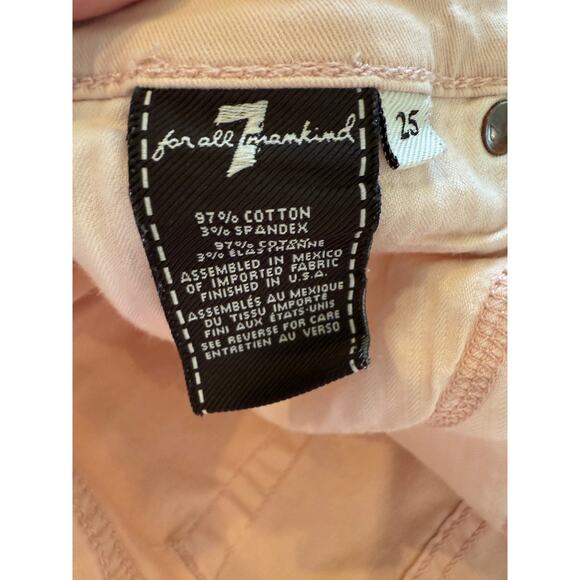 7
for all mankind
25
97% COTTON
3% SPANDEX
97% COTON
3% ÉLASTHANNE
ASSEMBLED IN MEXICO
OF IMPORTED FABRIC
FINISHED IN U.S.A.
ASSEMBLÉS AU MEXIQUE
DU TISSU IMPORTÉ
FINI AUX ÉTATS-UNIS
SEE REVERSE FOR CARE
ENTRETIEN AU VERSO